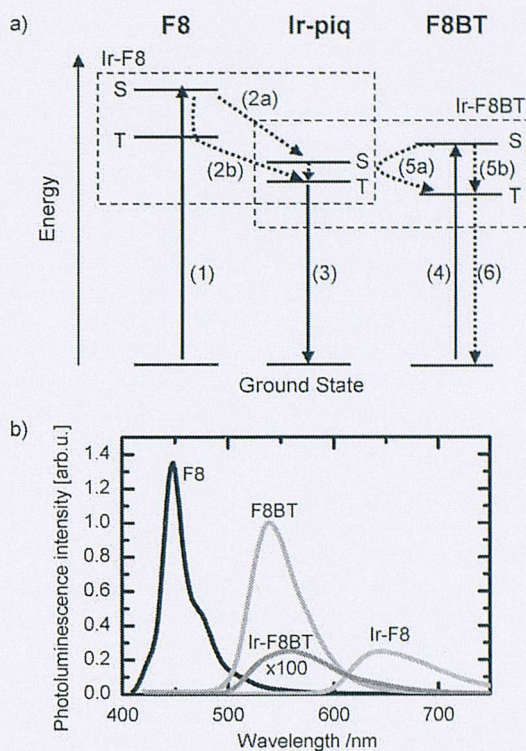 a)
F8 Ir-piq F8BT
Ir-F8
Ir-F8BT
S
T
(2a)
(2b)
S
T
(5a)
(5b)
S
T
Energy
(1)
(3)
(4)
(6)
Ground State
b)
Photoluminescence intensity [arb.u.]
1.4
1.2
1.0
0.8
0.6
0.4
0.2
0.0
F8
F8BT
Ir-F8BT
x100
Ir-F8
400 500 600 700
Wavelength /nm